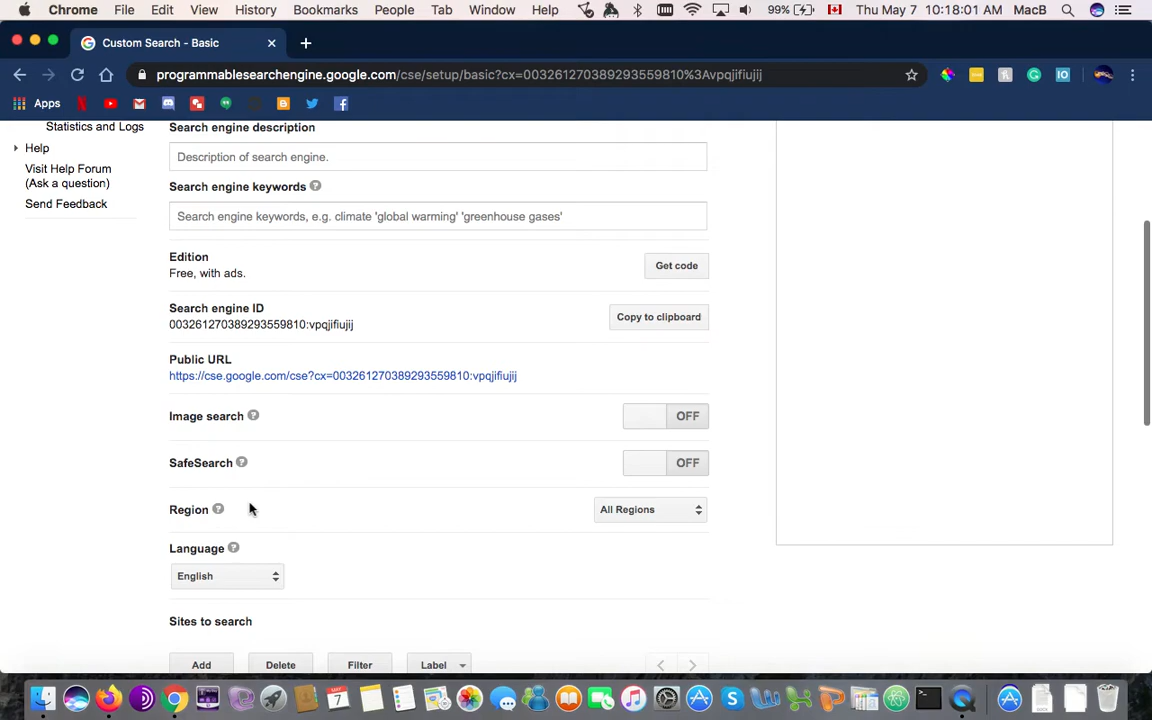 Chrome File Edit View History Bookmarks People Tab Window Help 99% Thu May 7 10:18:01 AM MacB
Custom Search - Basic
programmablesearchengine.google.com/cse/setup/basic?cx=003261270389293559810%3Avpqjifiujij
Apps
Statistics and Logs
Help
Visit Help Forum
(Ask a question)
Send Feedback
Search engine description
Description of search engine.
Search engine keywords
Search engine keywords, e.g. climate 'global warming' 'greenhouse gases'
Edition
Free, with ads.
Get code
Search engine ID
003261270389293559810:vpqjifiujij
Copy to clipboard
Public URL
https://cse.google.com/cse?cx=003261270389293559810:vpqjifiujij
Image search
OFF
SafeSearch
OFF
Region
All Regions
Language
English
Sites to search
Add Delete Filter Label